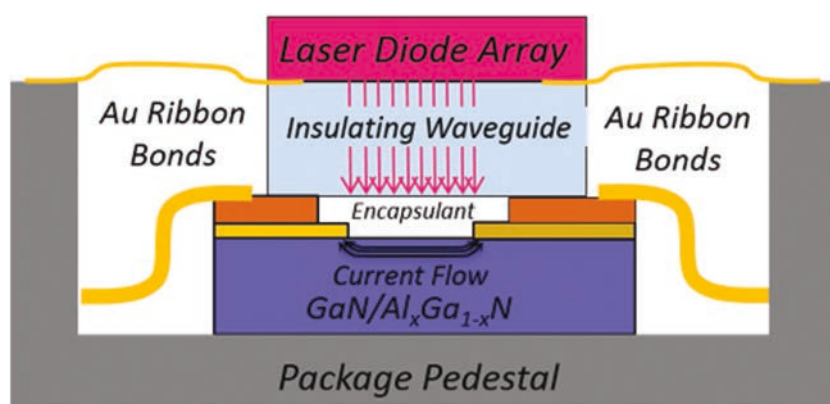 Laser Diode Array
Au Ribbon
Bonds
Insulating Waveguide
Au Ribbon
Bonds
Encapsulant
Current Flow
GaN/AlₓGa₁₋ₓN
Package Pedestal